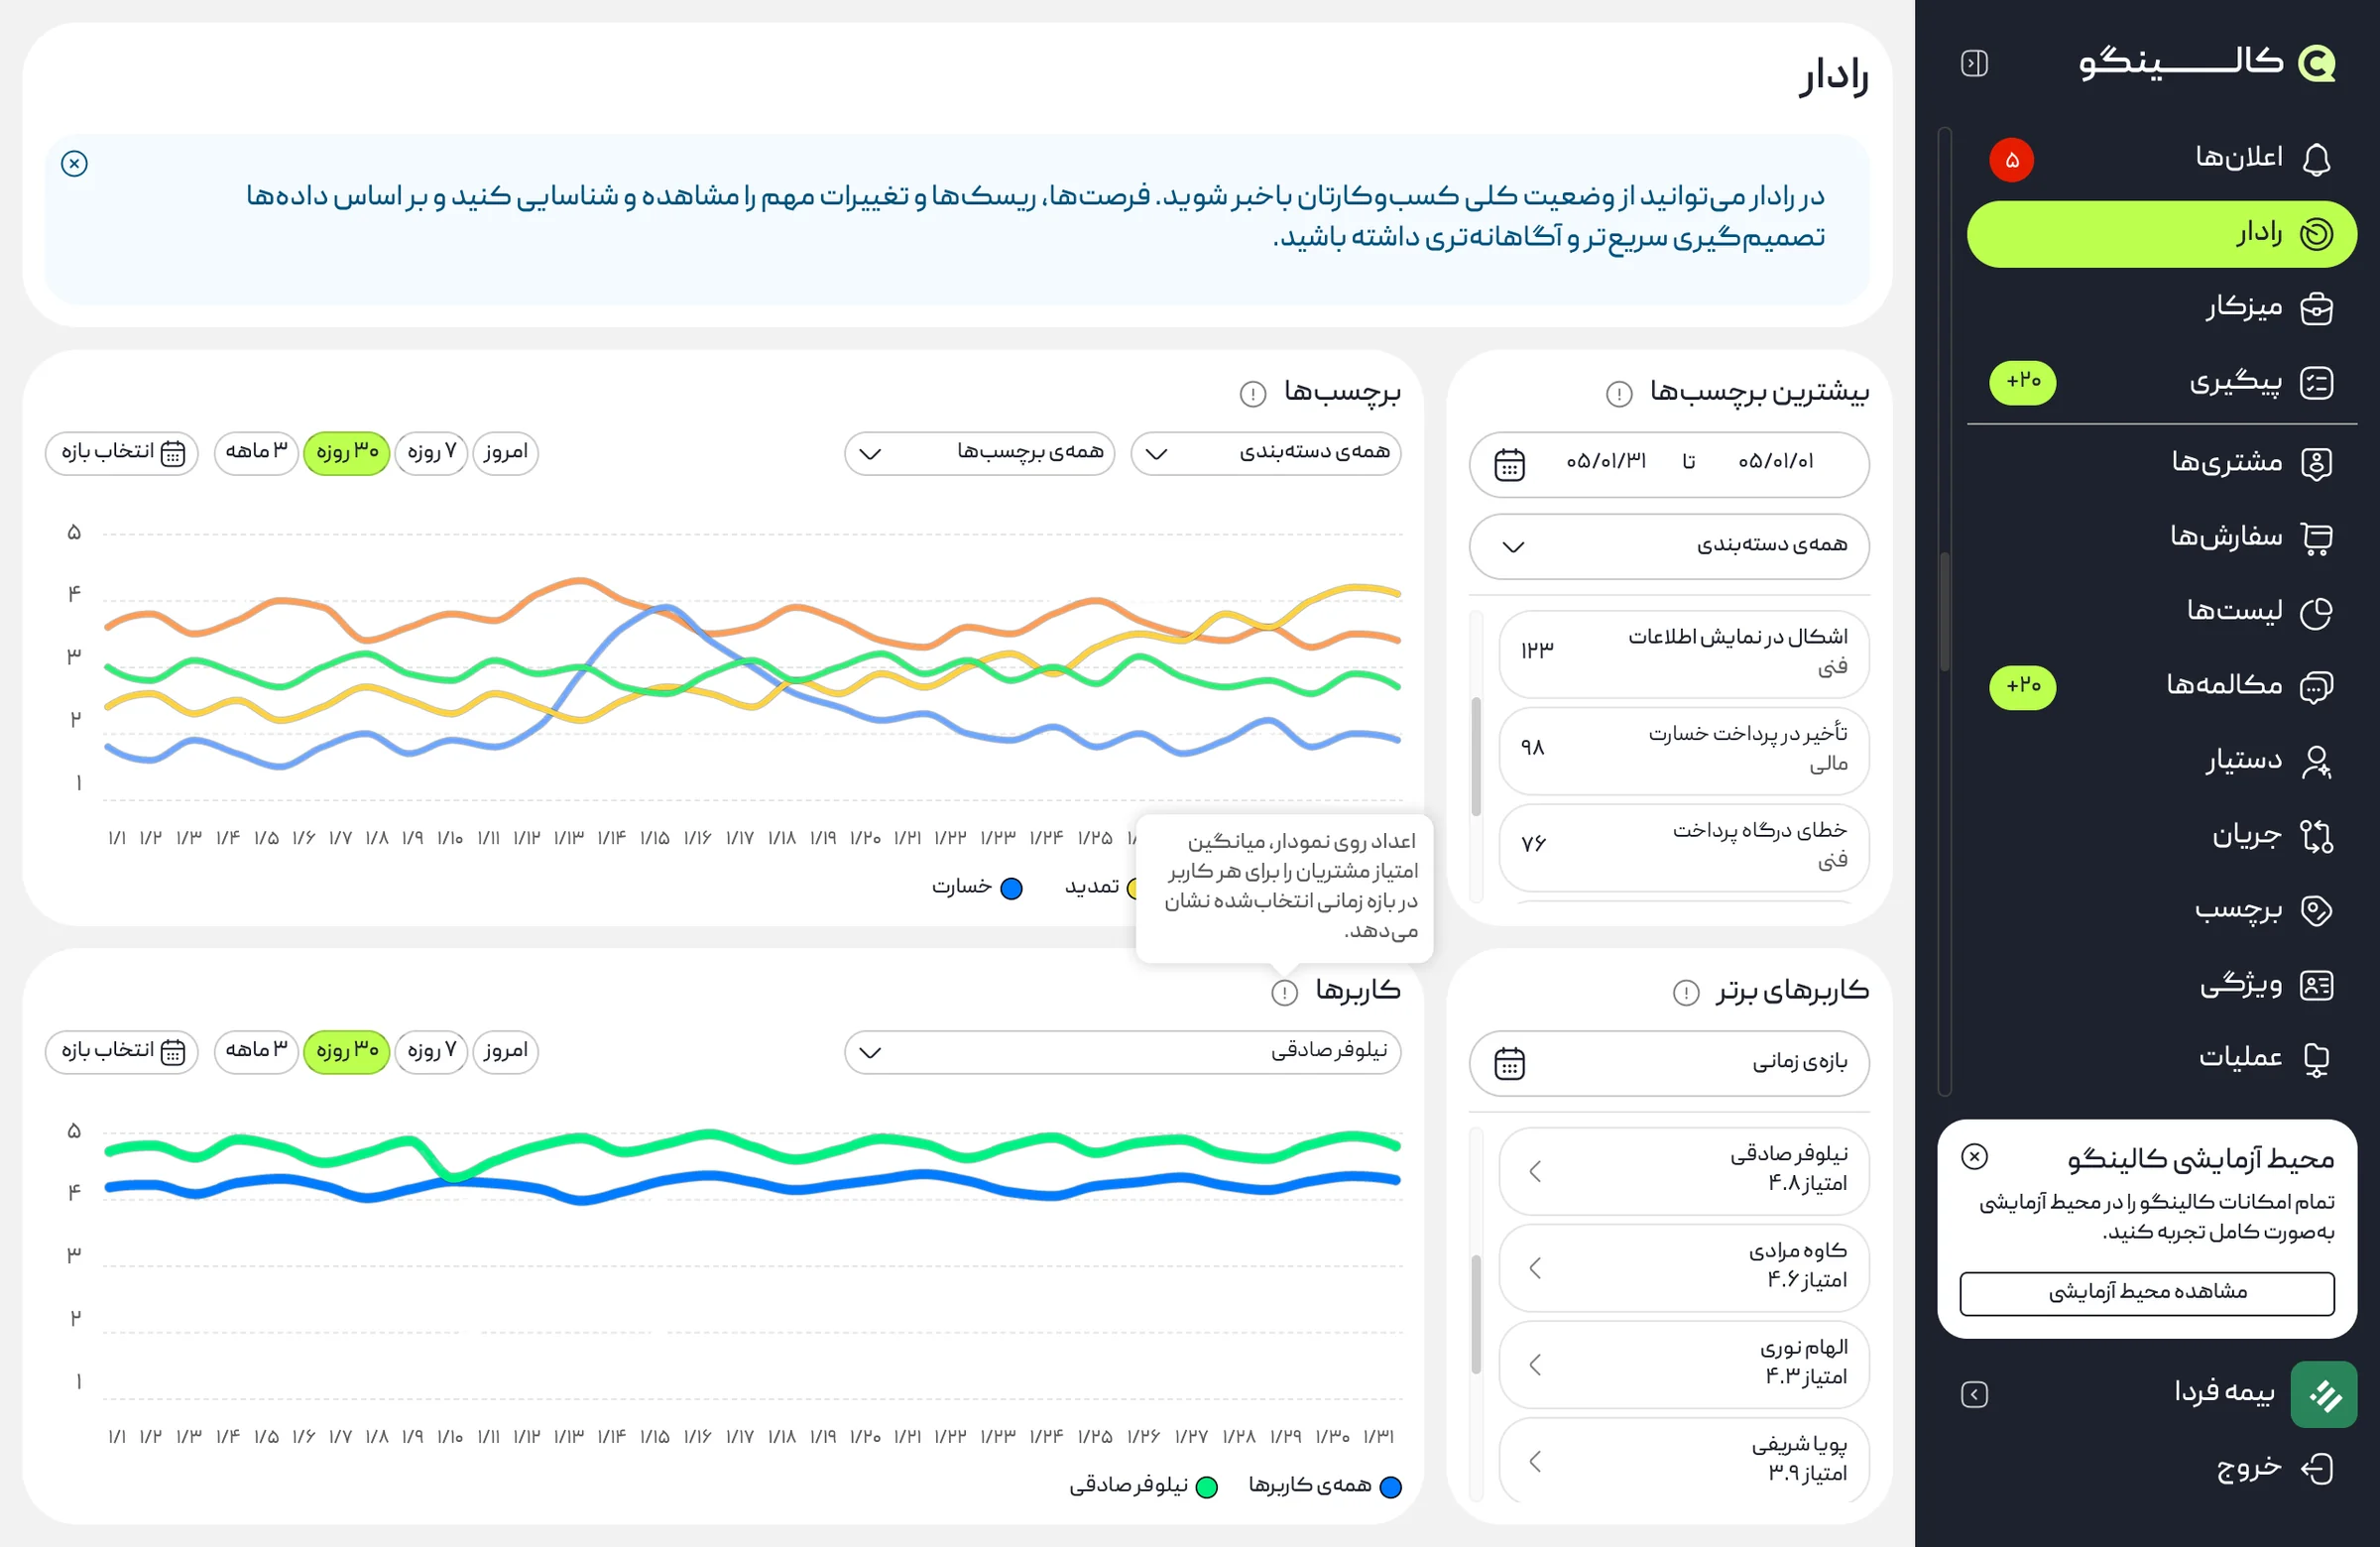 کالینگو
اعلان‌ها
۵
رادار
میزکار
پیگیری
+۲۰
مشتری‌ها
سفارش‌ها
لیست‌ها
مکالمه‌ها
+۲۰
دستیار
جریان
برچسب
ویژگی
عملیات
محیط آزمایشی کالینگو
تمام امکانات کالینگو را در محیط آزمایشی
به‌صورت کامل تجربه کنید.
مشاهده محیط آزمایشی
بیمه فردا
خروج
رادار
در رادار می‌توانید از وضعیت کلی کسب‌وکارتان باخبر شوید. فرصت‌ها، ریسک‌ها و تغییرات مهم را مشاهده و شناسایی کنید و بر اساس داده‌ها
تصمیم‌گیری سریع‌تر و آگاهانه‌تری داشته باشید.
بیشترین برچسب‌ها
۰۵/۰۱/۰۱ تا ۰۵/۰۱/۳۱
همه‌ی دسته‌بندی
اشکال در نمایش اطلاعات
فنی
۱۲۳
تأخیر در پرداخت خسارت
مالی
۹۸
خطای درگاه پرداخت
فنی
۷۶
برچسب‌ها
همه‌ی دسته‌بندی
همه‌ی برچسب‌ها
امروز
۷ روزه
۳۰ روزه
۳ ماهه
انتخاب بازه
۵
۴
۳
۲
۱
۱/۱ ۱/۲ ۱/۳ ۱/۴ ۱/۵ ۱/۶ ۱/۷ ۱/۸ ۱/۹ ۱/۱۰ ۱/۱۱ ۱/۱۲ ۱/۱۳ ۱/۱۴ ۱/۱۵ ۱/۱۶ ۱/۱۷ ۱/۱۸ ۱/۱۹ ۱/۲۰ ۱/۲۱ ۱/۲۲ ۱/۲۳ ۱/۲۴ ۱/۲۵
تمدید
خسارت
اعداد روی نمودار، میانگین
امتیاز مشتریان را برای هر کاربر
در بازه زمانی انتخاب‌شده نشان
می‌دهد.
کاربرهای برتر
بازه‌ی زمانی
نیلوفر صادقی
امتیاز ۴.۸
کاوه مرادی
امتیاز ۴.۶
الهام نوری
امتیاز ۴.۳
پویا شریفی
امتیاز ۳.۹
کاربرها
نیلوفر صادقی
امروز
۷ روزه
۳۰ روزه
۳ ماهه
انتخاب بازه
۵
۴
۳
۲
۱
۱/۱ ۱/۲ ۱/۳ ۱/۴ ۱/۵ ۱/۶ ۱/۷ ۱/۸ ۱/۹ ۱/۱۰ ۱/۱۱ ۱/۱۲ ۱/۱۳ ۱/۱۴ ۱/۱۵ ۱/۱۶ ۱/۱۷ ۱/۱۸ ۱/۱۹ ۱/۲۰ ۱/۲۱ ۱/۲۲ ۱/۲۳ ۱/۲۴ ۱/۲۵ ۱/۲۶ ۱/۲۷ ۱/۲۸ ۱/۲۹ ۱/۳۰ ۱/۳۱
همه‌ی کاربرها
نیلوفر صادقی